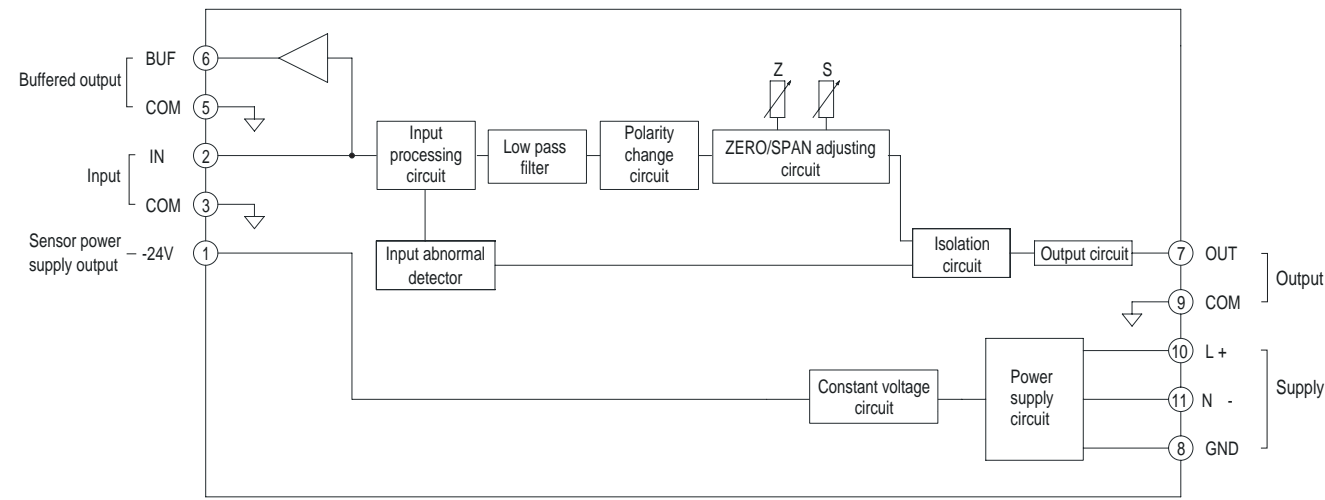 Buffered output
BUF
6
COM
5
Input
IN
2
COM
3
Sensor power
supply output
-24V
1
Input
processing
circuit
Low pass
filter
Polarity
change
circuit
Z
S
ZERO/SPAN adjusting
circuit
Input abnormal
detector
Isolation
circuit
Output circuit
7
OUT
9
COM
Output
Constant voltage
circuit
Power
supply
circuit
10
L +
11
N -
8
GND
Supply